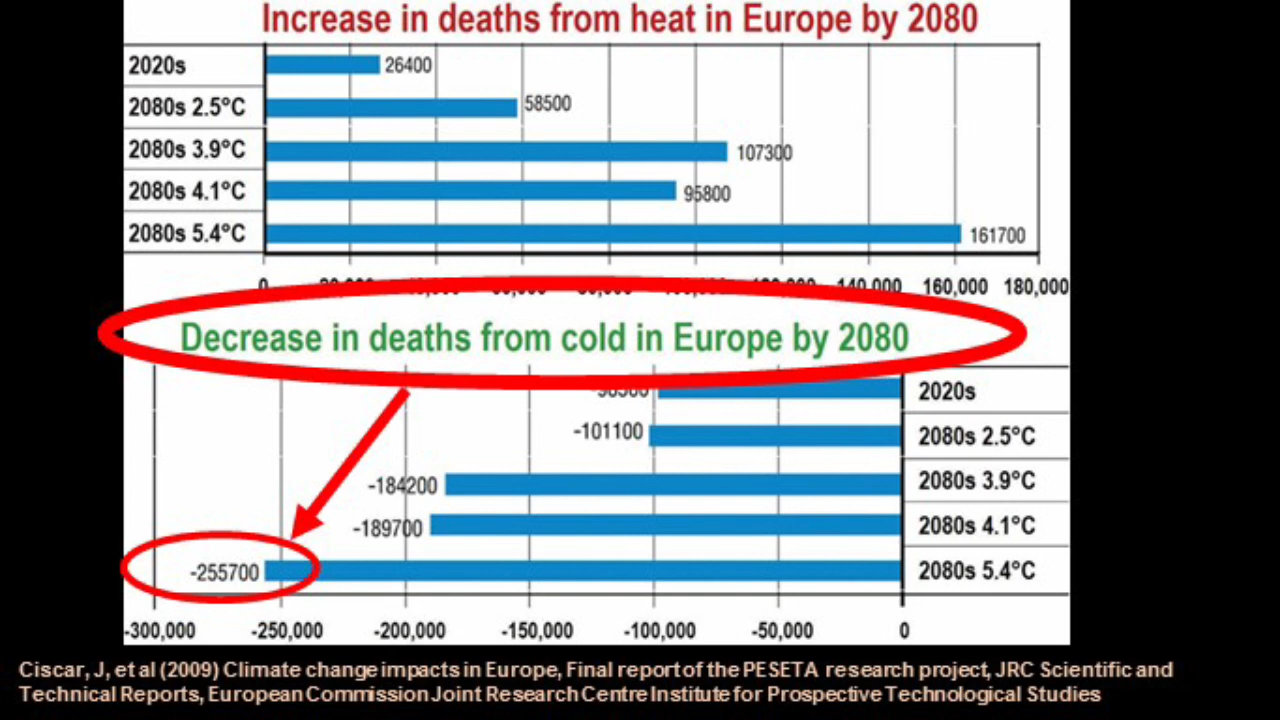 Increase in deaths from heat in Europe by 2080
2020s 26400
2080s 2.5°C 58500
2080s 3.9°C 107300
2080s 4.1°C 95800
2080s 5.4°C 161700
0 140,000 160,000 180,000
Decrease in deaths from cold in Europe by 2080
2020s
-101100 2080s 2.5°C
-184200 2080s 3.9°C
-189700 2080s 4.1°C
-255700 2080s 5.4°C
-300,000 -250,000 -200,000 -150,000 -100,000 -50,000 0
Ciscar, J, et al (2009) Climate change impacts in Europe, Final report of the PESETA research project, JRC Scientific and
Technical Reports, European Commission Joint Research Centre Institute for Prospective Technological Studies